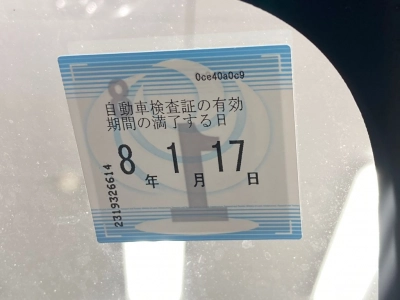 0ce40a0c9
自動車検査証の有効
期間の満了する日
8年 1月 17日
2319326614